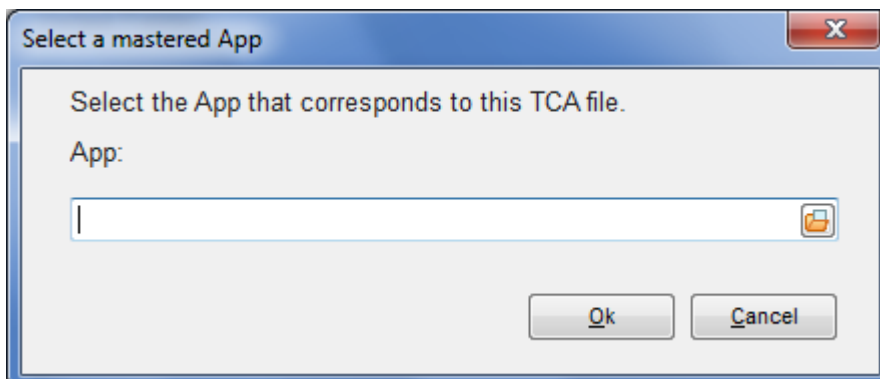 Select a mastered App
Select the App that corresponds to this TCA file.
App:
Ok
Cancel